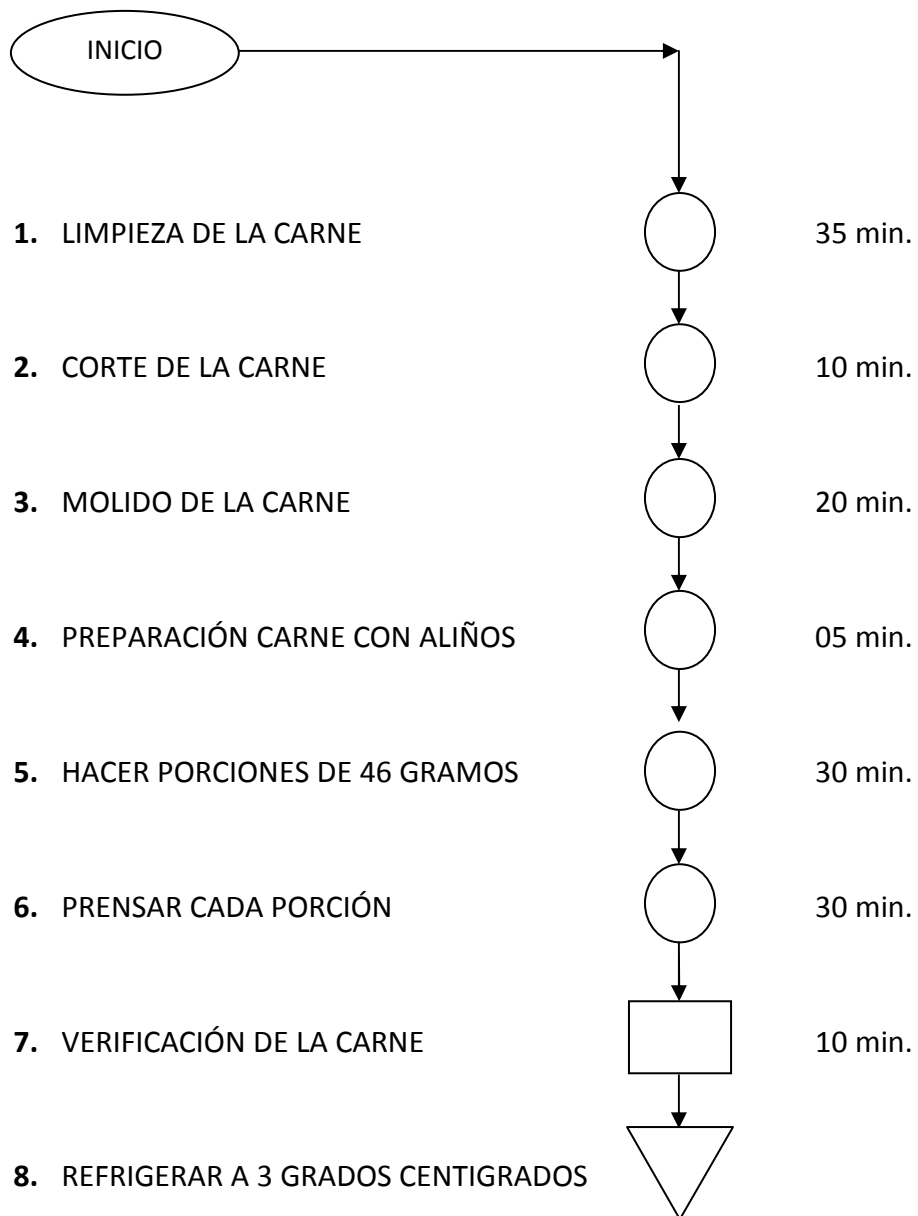 INICIO
1. LIMPIEZA DE LA CARNE 35 min.
2. CORTE DE LA CARNE 10 min.
3. MOLIDO DE LA CARNE 20 min.
4. PREPARACIÓN CARNE CON ALIÑOS 05 min.
5. HACER PORCIONES DE 46 GRAMOS 30 min.
6. PRENSAR CADA PORCIÓN 30 min.
7. VERIFICACIÓN DE LA CARNE 10 min.
8. REFRIGERAR A 3 GRADOS CENTIGRADOS